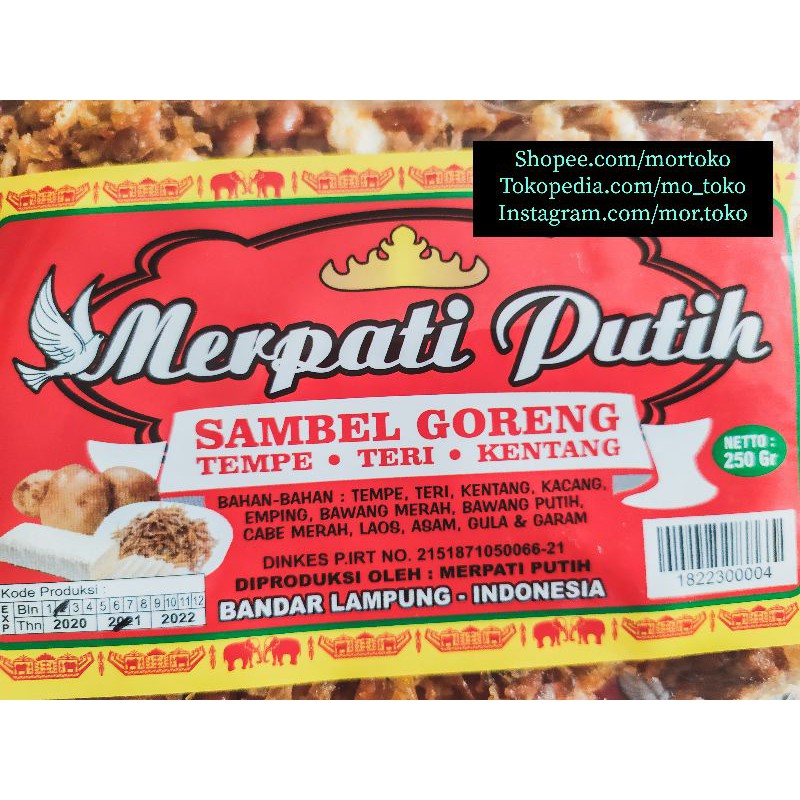 Shopee.com/mortoko
Tokopedia.com/mo_toko
Instagram.com/mor.toko
Merpati Putih
SAMBEL GORENG
TEMPE • TERI • KENTANG
NETTO :
250 Gr
BAHAN-BAHAN : TEMPE, TERI, KENTANG, KACANG,
EMPING, BAWANG MERAH, BAWANG PUTIH,
CABE MERAH, LAOS, ASAM, GULA & GARAM
DINKES P.IRT NO. 2151871050066-21
DIPRODUKSI OLEH : MERPATI PUTIH
BANDAR LAMPUNG - INDONESIA
1822300004
Kode Produksi :
EXP
Bln 1 2 3 4 5 6 7 8 9 10 11 12
Thn 2020 2021 2022